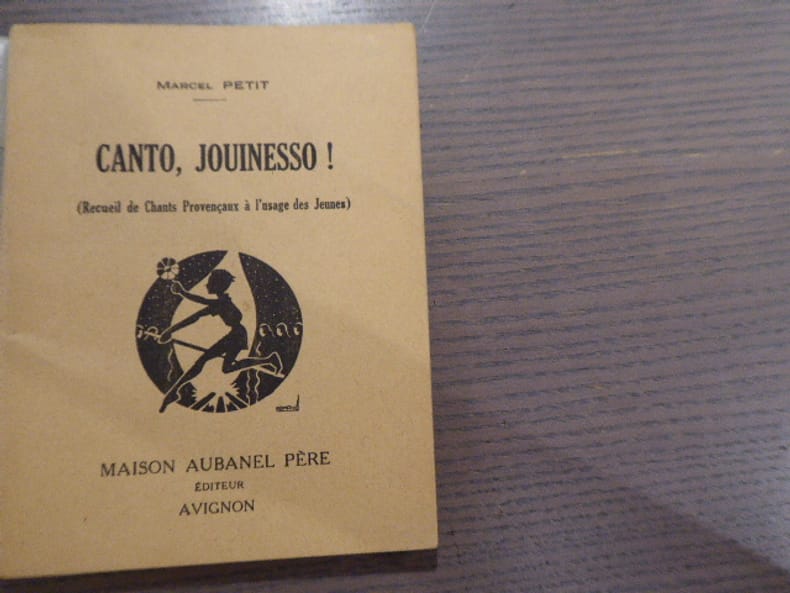 MARCEL PETIT
CANTO, JOUINESSO !
(Recueil de Chants Provençaux à l'usage des Jeunes)
MAISON AUBANEL PÈRE
ÉDITEUR
AVIGNON